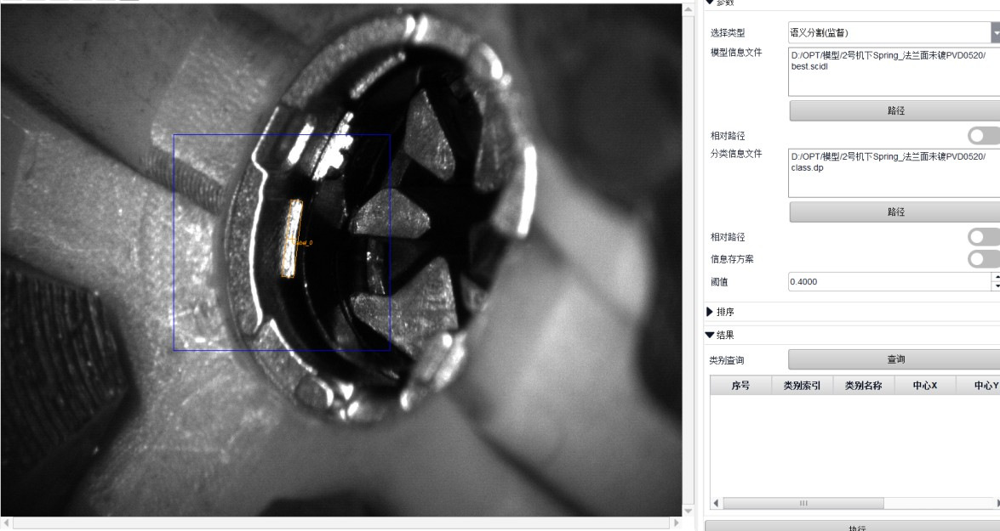 参数
选择类型
语义分割(监督)
模型信息文件
D:/OPT/模型/2号机下Spring_法兰面未镀PVD0520/
best.scidl
路径
相对路径
分类信息文件
D:/OPT/模型/2号机下Spring_法兰面未镀PVD0520/
class.dp
路径
相对路径
信息存方案
阈值
0.4000
排序
结果
类别查询
查询
序号 类别索引 类别名称 中心X 中心Y
执行